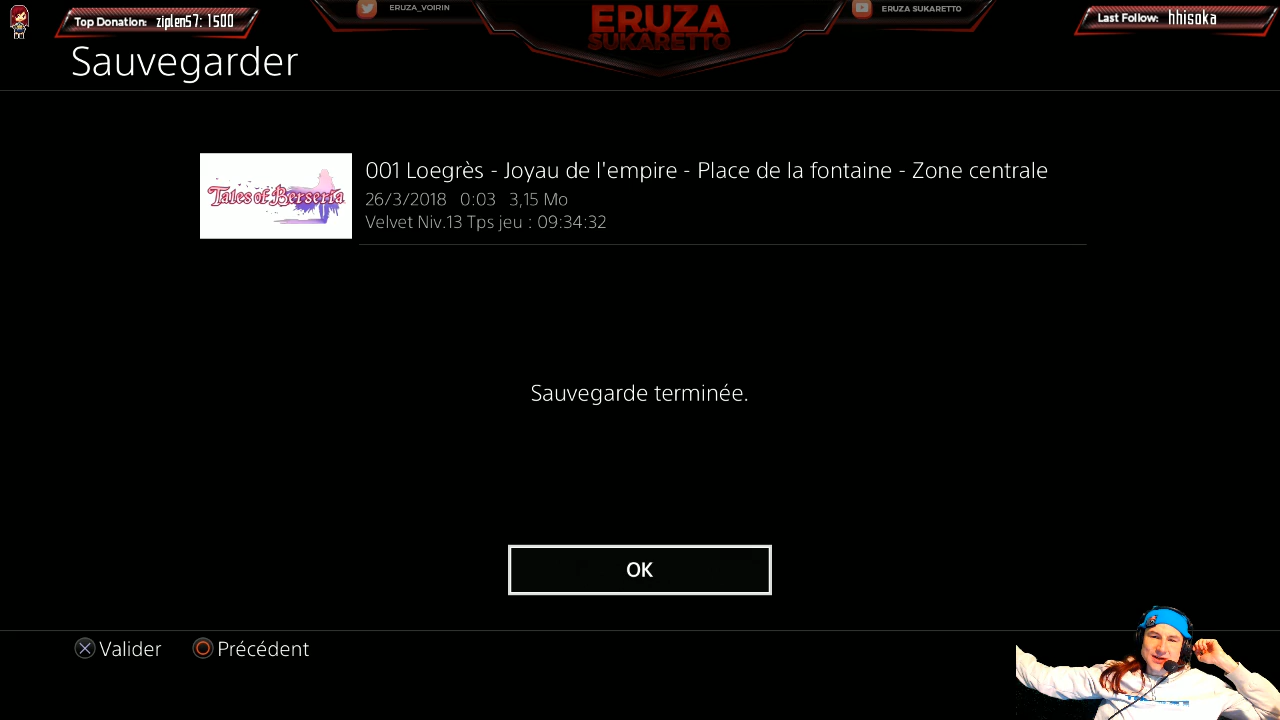 Top Donation: ziplen57: 1500
ERUZA_VOIRIN
ERUZA
SUKARETTO
ERUZA SUKARETTO
Last Follow: hhisoka
Sauvegarder
Tales of Berseria
001 Loegrès - Joyau de l'empire - Place de la fontaine - Zone centrale
26/3/2018 0:03 3,15 Mo
Velvet Niv.13 Tps jeu : 09:34:32
Sauvegarde terminée.
OK
Valider
Précédent